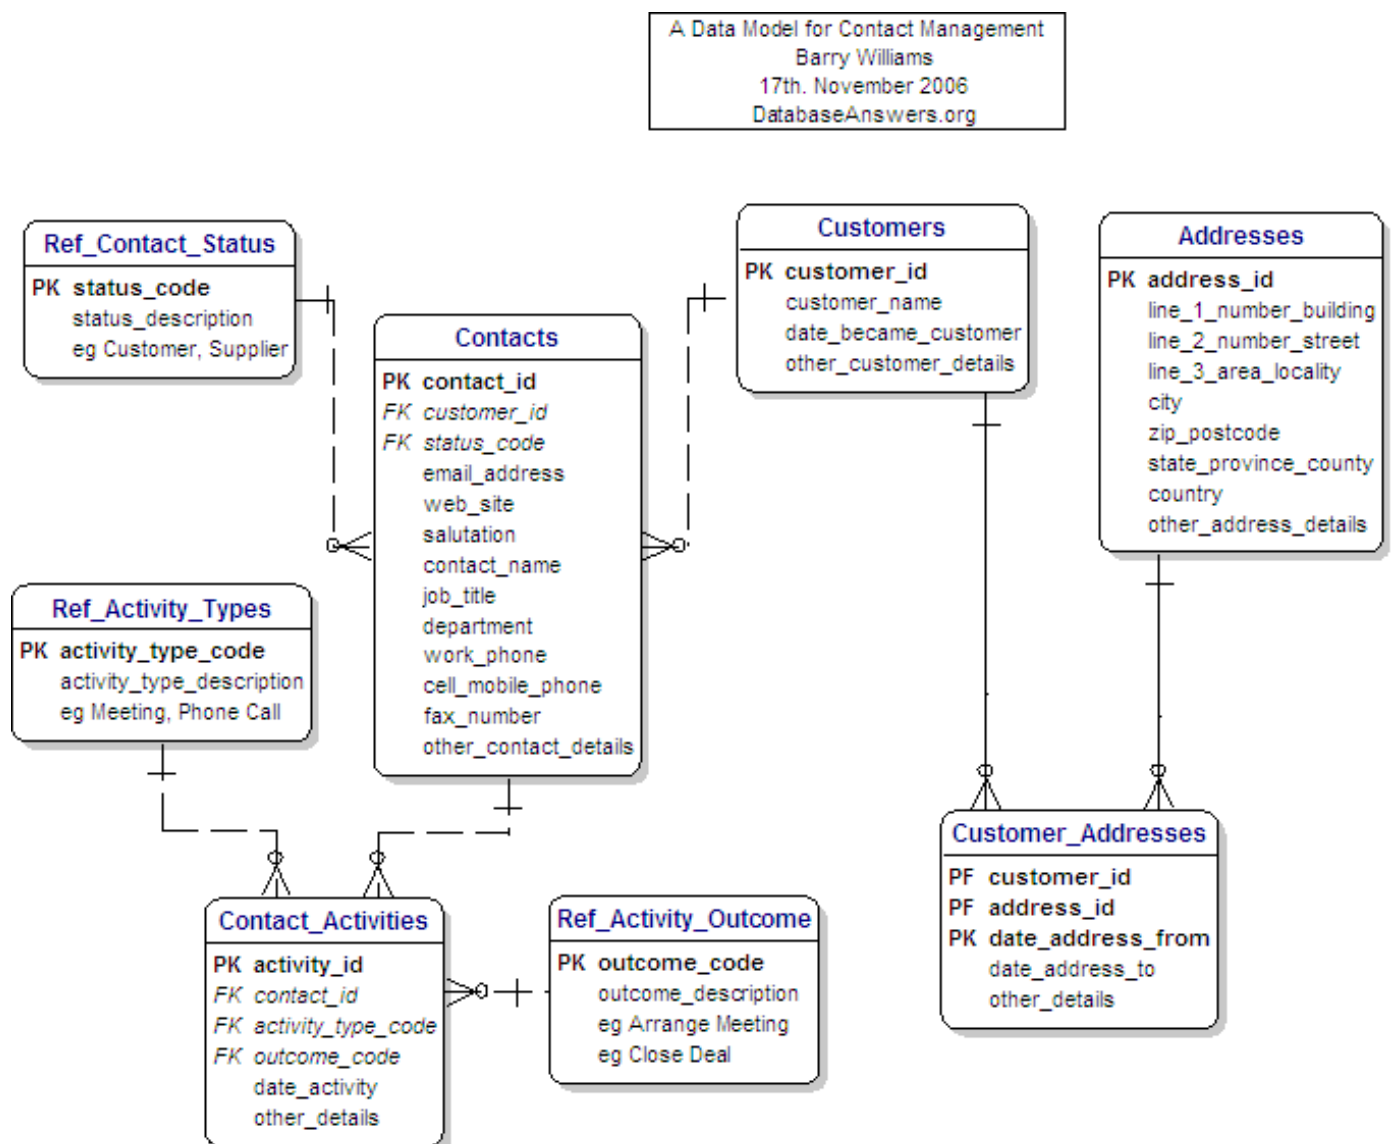 A Data Model for Contact Management
Barry Williams
17th. November 2006
DatabaseAnswers.org
Ref_Contact_Status
PK status_code
status_description
eg Customer, Supplier
Contacts
PK contact_id
FK customer_id
FK status_code
email_address
web_site
salutation
contact_name
job_title
department
work_phone
cell_mobile_phone
fax_number
other_contact_details
Customers
PK customer_id
customer_name
date_became_customer
other_customer_details
Addresses
PK address_id
line_1_number_building
line_2_number_street
line_3_area_locality
city
zip_postcode
state_province_county
country
other_address_details
Ref_Activity_Types
PK activity_type_code
activity_type_description
eg Meeting, Phone Call
Contact_Activities
PK activity_id
FK contact_id
FK activity_type_code
FK outcome_code
date_activity
other_details
Ref_Activity_Outcome
PK outcome_code
outcome_description
eg Arrange Meeting
eg Close Deal
Customer_Addresses
PF customer_id
PF address_id
PK date_address_from
date_address_to
other_details